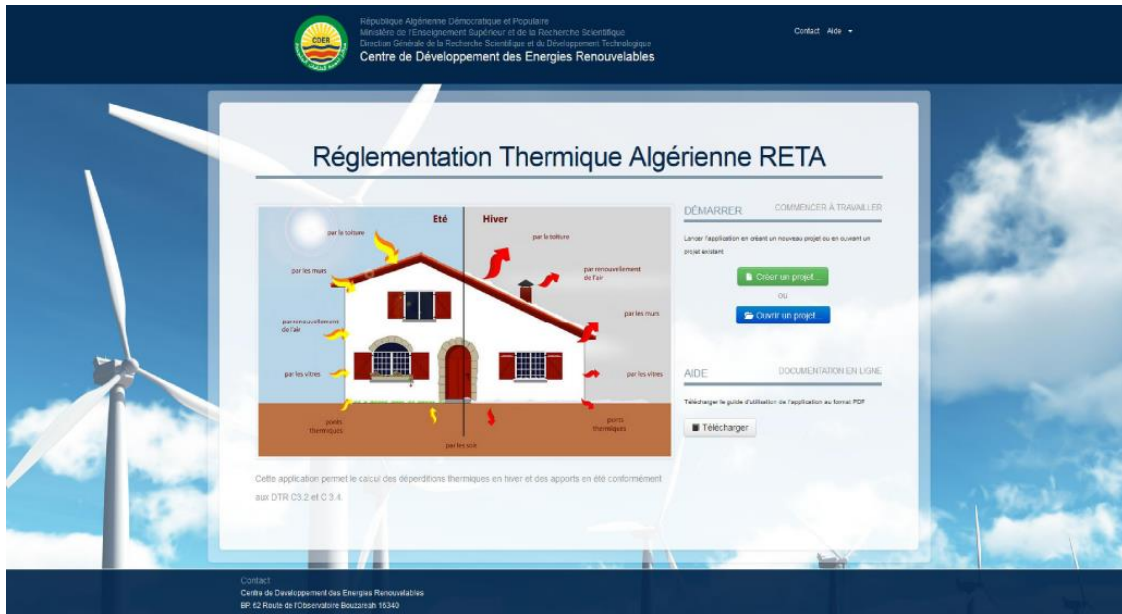 CDER
République Algérienne Démocratique et Populaire
Ministère de l'Enseignement Supérieur et de la Recherche Scientifique
Direction Générale de la Recherche Scientifique et du Développement Technologique
Centre de Développement des Energies Renouvelables
Contact Aide
Réglementation Thermique Algérienne RETA
Eté
Hiver
par la toiture
par les murs
par renouvellement
de l'air
par les vitres
ponts
thermiques
par la toiture
par renouvellement
de l'air
par les murs
par les vitres
ponts
thermiques
par les sols
DÉMARRER
COMMENCER À TRAVAILLER
Lancer l'application en créant un nouveau projet ou en ouvrant un
projet existant
Créer un projet...
ou
Ouvrir un projet...
AIDE
DOCUMENTATION EN LIGNE
Télécharger le guide d'utilisation de l'application au format PDF
Télécharger
Cette application permet le calcul des déperditions thermiques en hiver et des apports en été conformément
aux DTR C3.2 et C 3.4.
Contact
Centre de Developpement des Energies Renouvelables
BP. 62 Route de l'Observatoire Bouzareah 16340